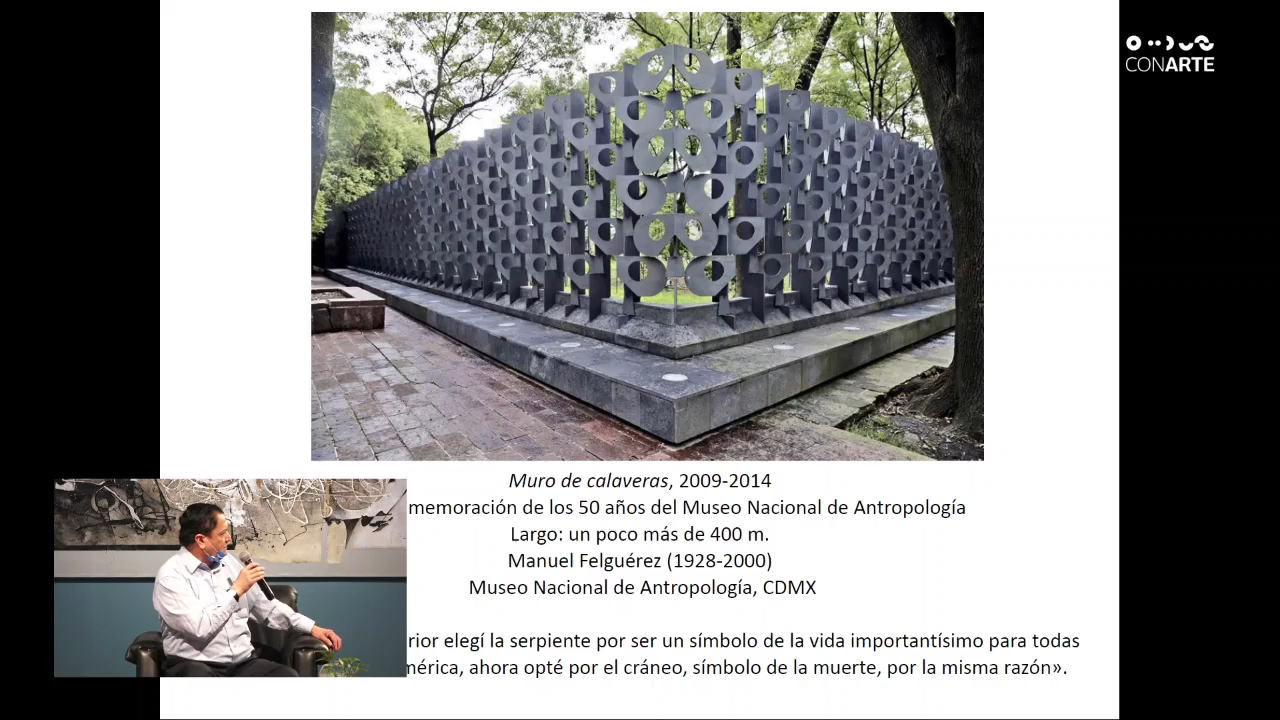 CONARTE
Muro de calaveras, 2009-2014
memoración de los 50 años del Museo Nacional de Antropología
Largo: un poco más de 400 m.
Manuel Felguérez (1928-2000)
Museo Nacional de Antropología, CDMX
rior elegí la serpiente por ser un símbolo de la vida importantísimo para todas
mérica, ahora opté por el cráneo, símbolo de la muerte, por la misma razón».